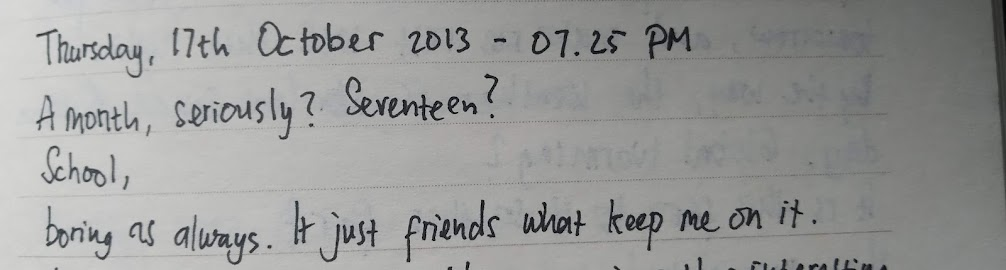 Thursday, 17th October 2013 - 07.25 PM
A month, seriously? Seventeen?
School,
boring as always. It just friends what keep me on it.